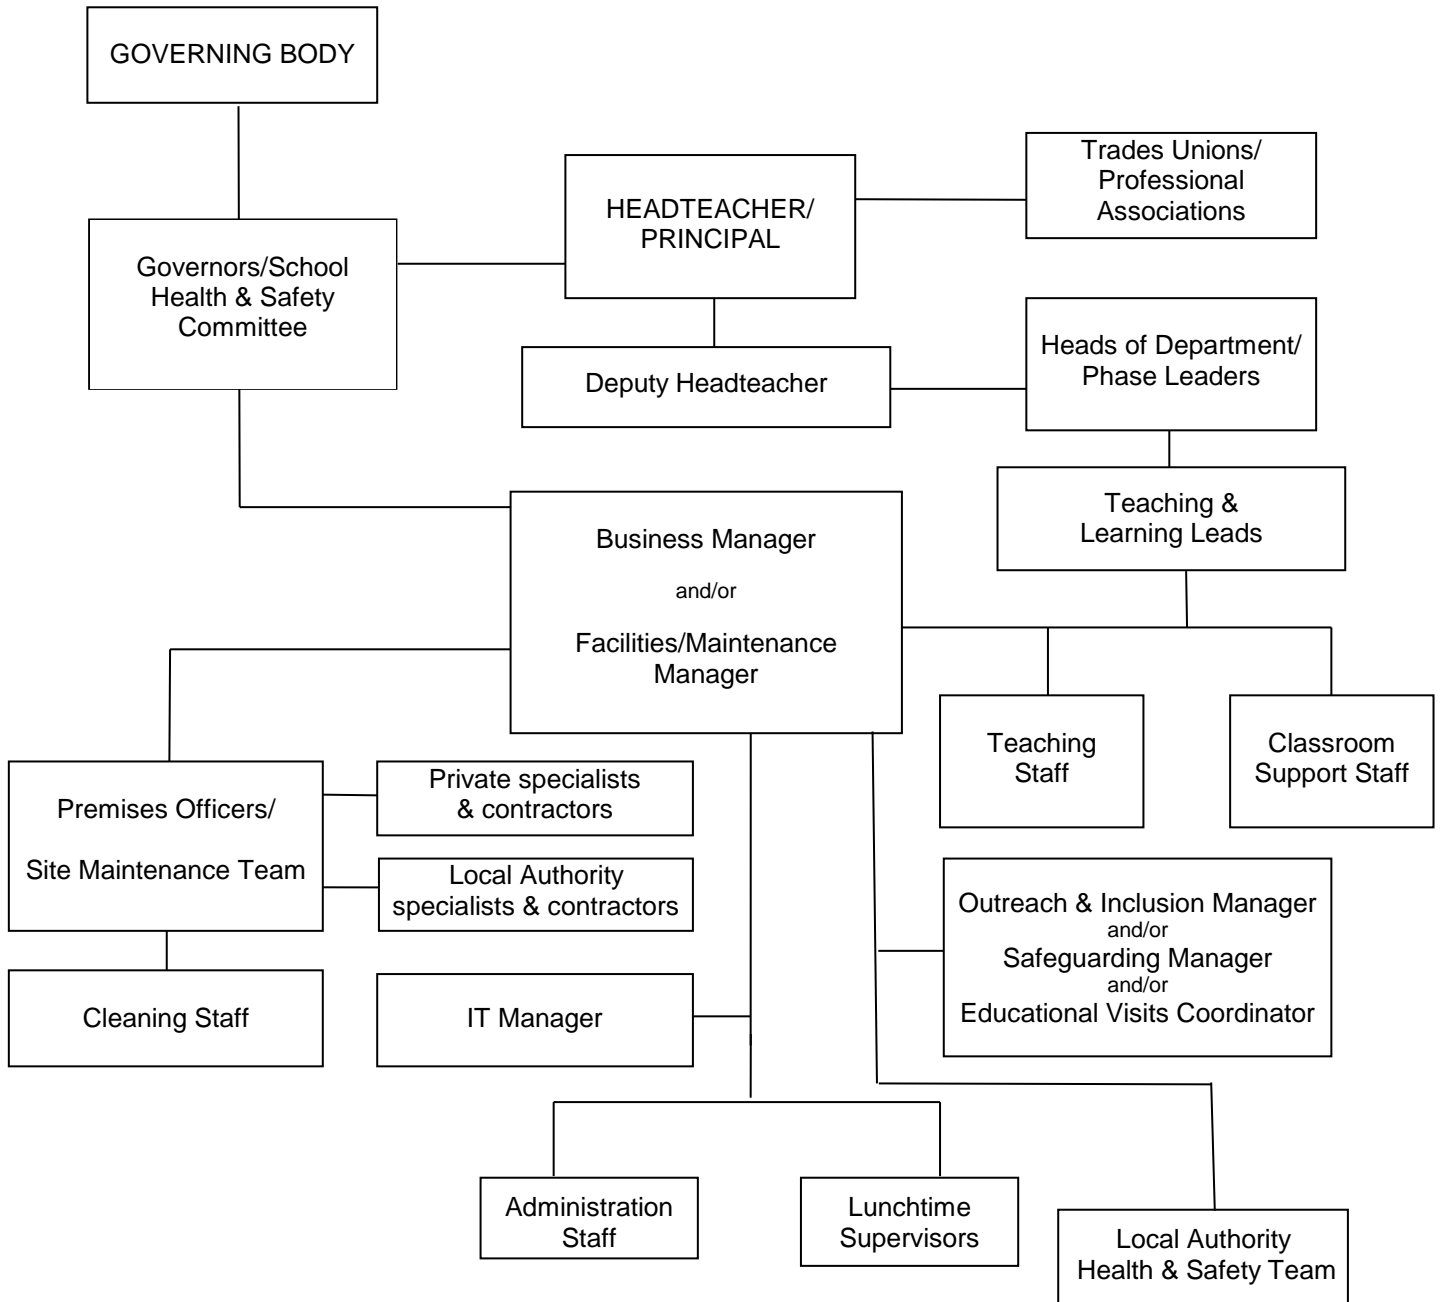 GOVERNING BODY
Trades Unions/
Professional
Associations
HEADTEACHER/
PRINCIPAL
Governors/School
Health & Safety
Committee
Heads of Department/
Phase Leaders
Deputy Headteacher
Teaching &
Learning Leads
Business Manager
and/or
Facilities/Maintenance
Manager
Teaching
Staff
Classroom
Support Staff
Premises Officers/
Site Maintenance Team
Private specialists
& contractors
Local Authority
specialists & contractors
Outreach & Inclusion Manager
and/or
Safeguarding Manager
and/or
Educational Visits Coordinator
Cleaning Staff
IT Manager
Administration
Staff
Lunchtime
Supervisors
Local Authority
Health & Safety Team